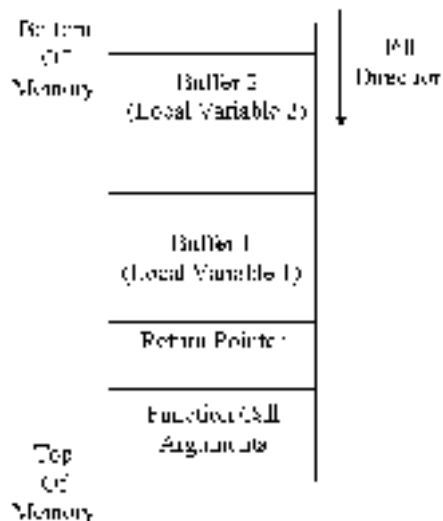 Bottom
Of
Memory
Fill
Direction
Buffer 2
(Local Variable 2)
Buffer 1
(Local Variable 1)
Return Pointer
Function Call
Arguments
Top
Of
Memory